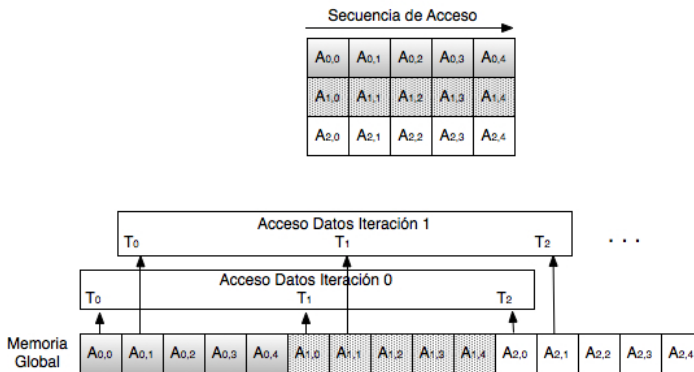 Secuencia de Acceso
A0,0 A0,1 A0,2 A0,3 A0,4
A1,0 A1,1 A1,2 A1,3 A1,4
A2,0 A2,1 A2,2 A2,3 A2,4
Acceso Datos Iteración 1
T0 T1 T2
. . .
Acceso Datos Iteración 0
T0 T1 T2
Memoria
Global
A0,0 A0,1 A0,2 A0,3 A0,4 A1,0 A1,1 A1,2 A1,3 A1,4 A2,0 A2,1 A2,2 A2,3 A2,4